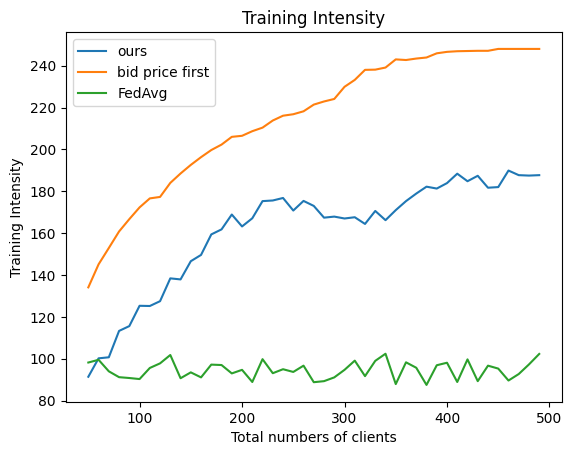 Training Intensity
ours
bid price first
FedAvg
Training Intensity
240
220
200
180
160
140
120
100
80
100
200
300
400
500
Total numbers of clients